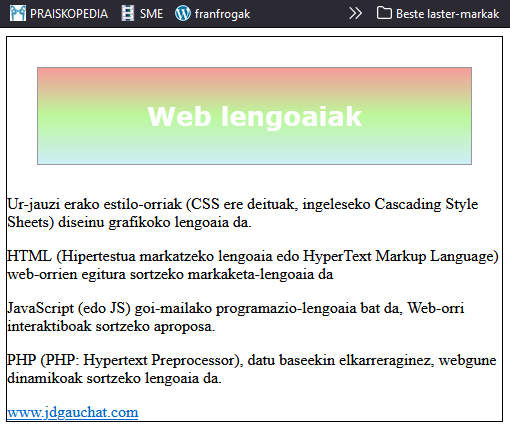 PRAISKOPEDIA SME franfrogak Beste laster-markak
Web lengoaiak
Ur-jauzi erako estilo-orriak (CSS ere deituak, ingeleseko Cascading Style
Sheets) diseinu grafikoko lengoaia da.
HTML (Hipertestua markatzeko lengoaia edo HyperText Markup Language)
web-orrien egitura sortzeko markaketa-lengoaia da
JavaScript (edo JS) goi-mailako programazio-lengoaia bat da, Web-orri
interaktiboak sortzeko aproposa.
PHP (PHP: Hypertext Preprocessor), datu baseekin elkarreraginez, webgune
dinamikoak sortzeko lengoaia da.
www.jdgauchat.com